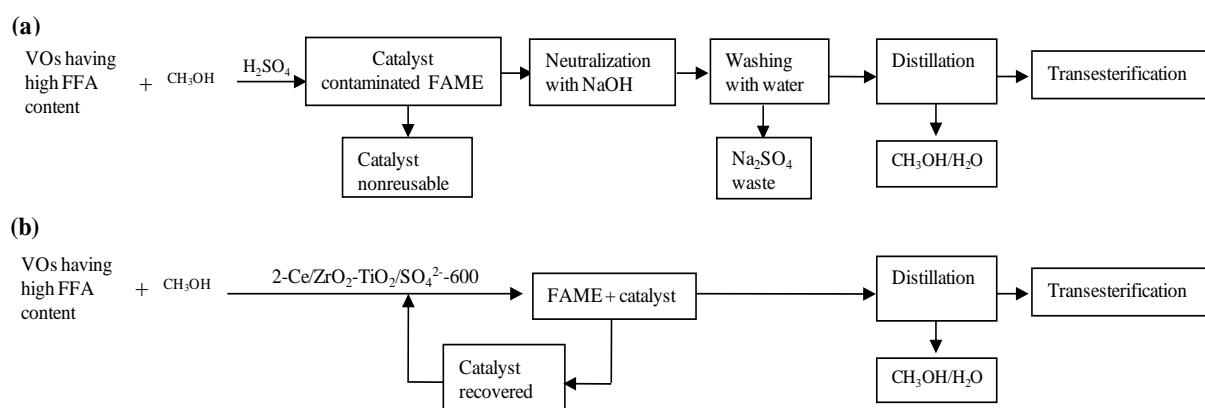 (a)
VOs having
high FFA
content
+
CH₃OH
H₂SO₄
Catalyst
contaminated FAME
Neutralization
with NaOH
Washing
with water
Distillation
Transesterification
Catalyst
nonreusable
Na₂SO₄
waste
CH₃OH/H₂O
(b)
VOs having
high FFA
content
+
CH₃OH
2-Ce/ZrO₂-TiO₂/SO₄²⁻-600
FAME + catalyst
Distillation
Transesterification
Catalyst
recovered
CH₃OH/H₂O